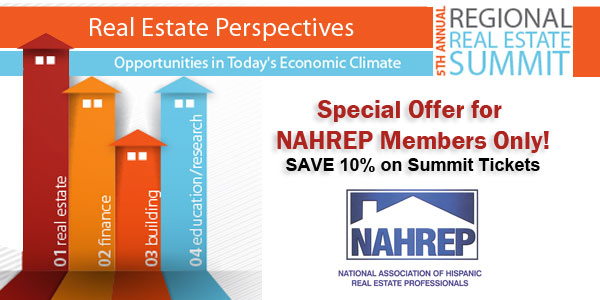 Real Estate Perspectives
Opportunities in Today's Economic Climate
5TH ANNUAL
REGIONAL
REAL ESTATE
SUMMIT
01 real estate
02 finance
03 building
04 education/research
Special Offer for
NAHREP Members Only!
SAVE 10% on Summit Tickets
NAHREP
NATIONAL ASSOCIATION OF HISPANIC
REAL ESTATE PROFESSIONALS